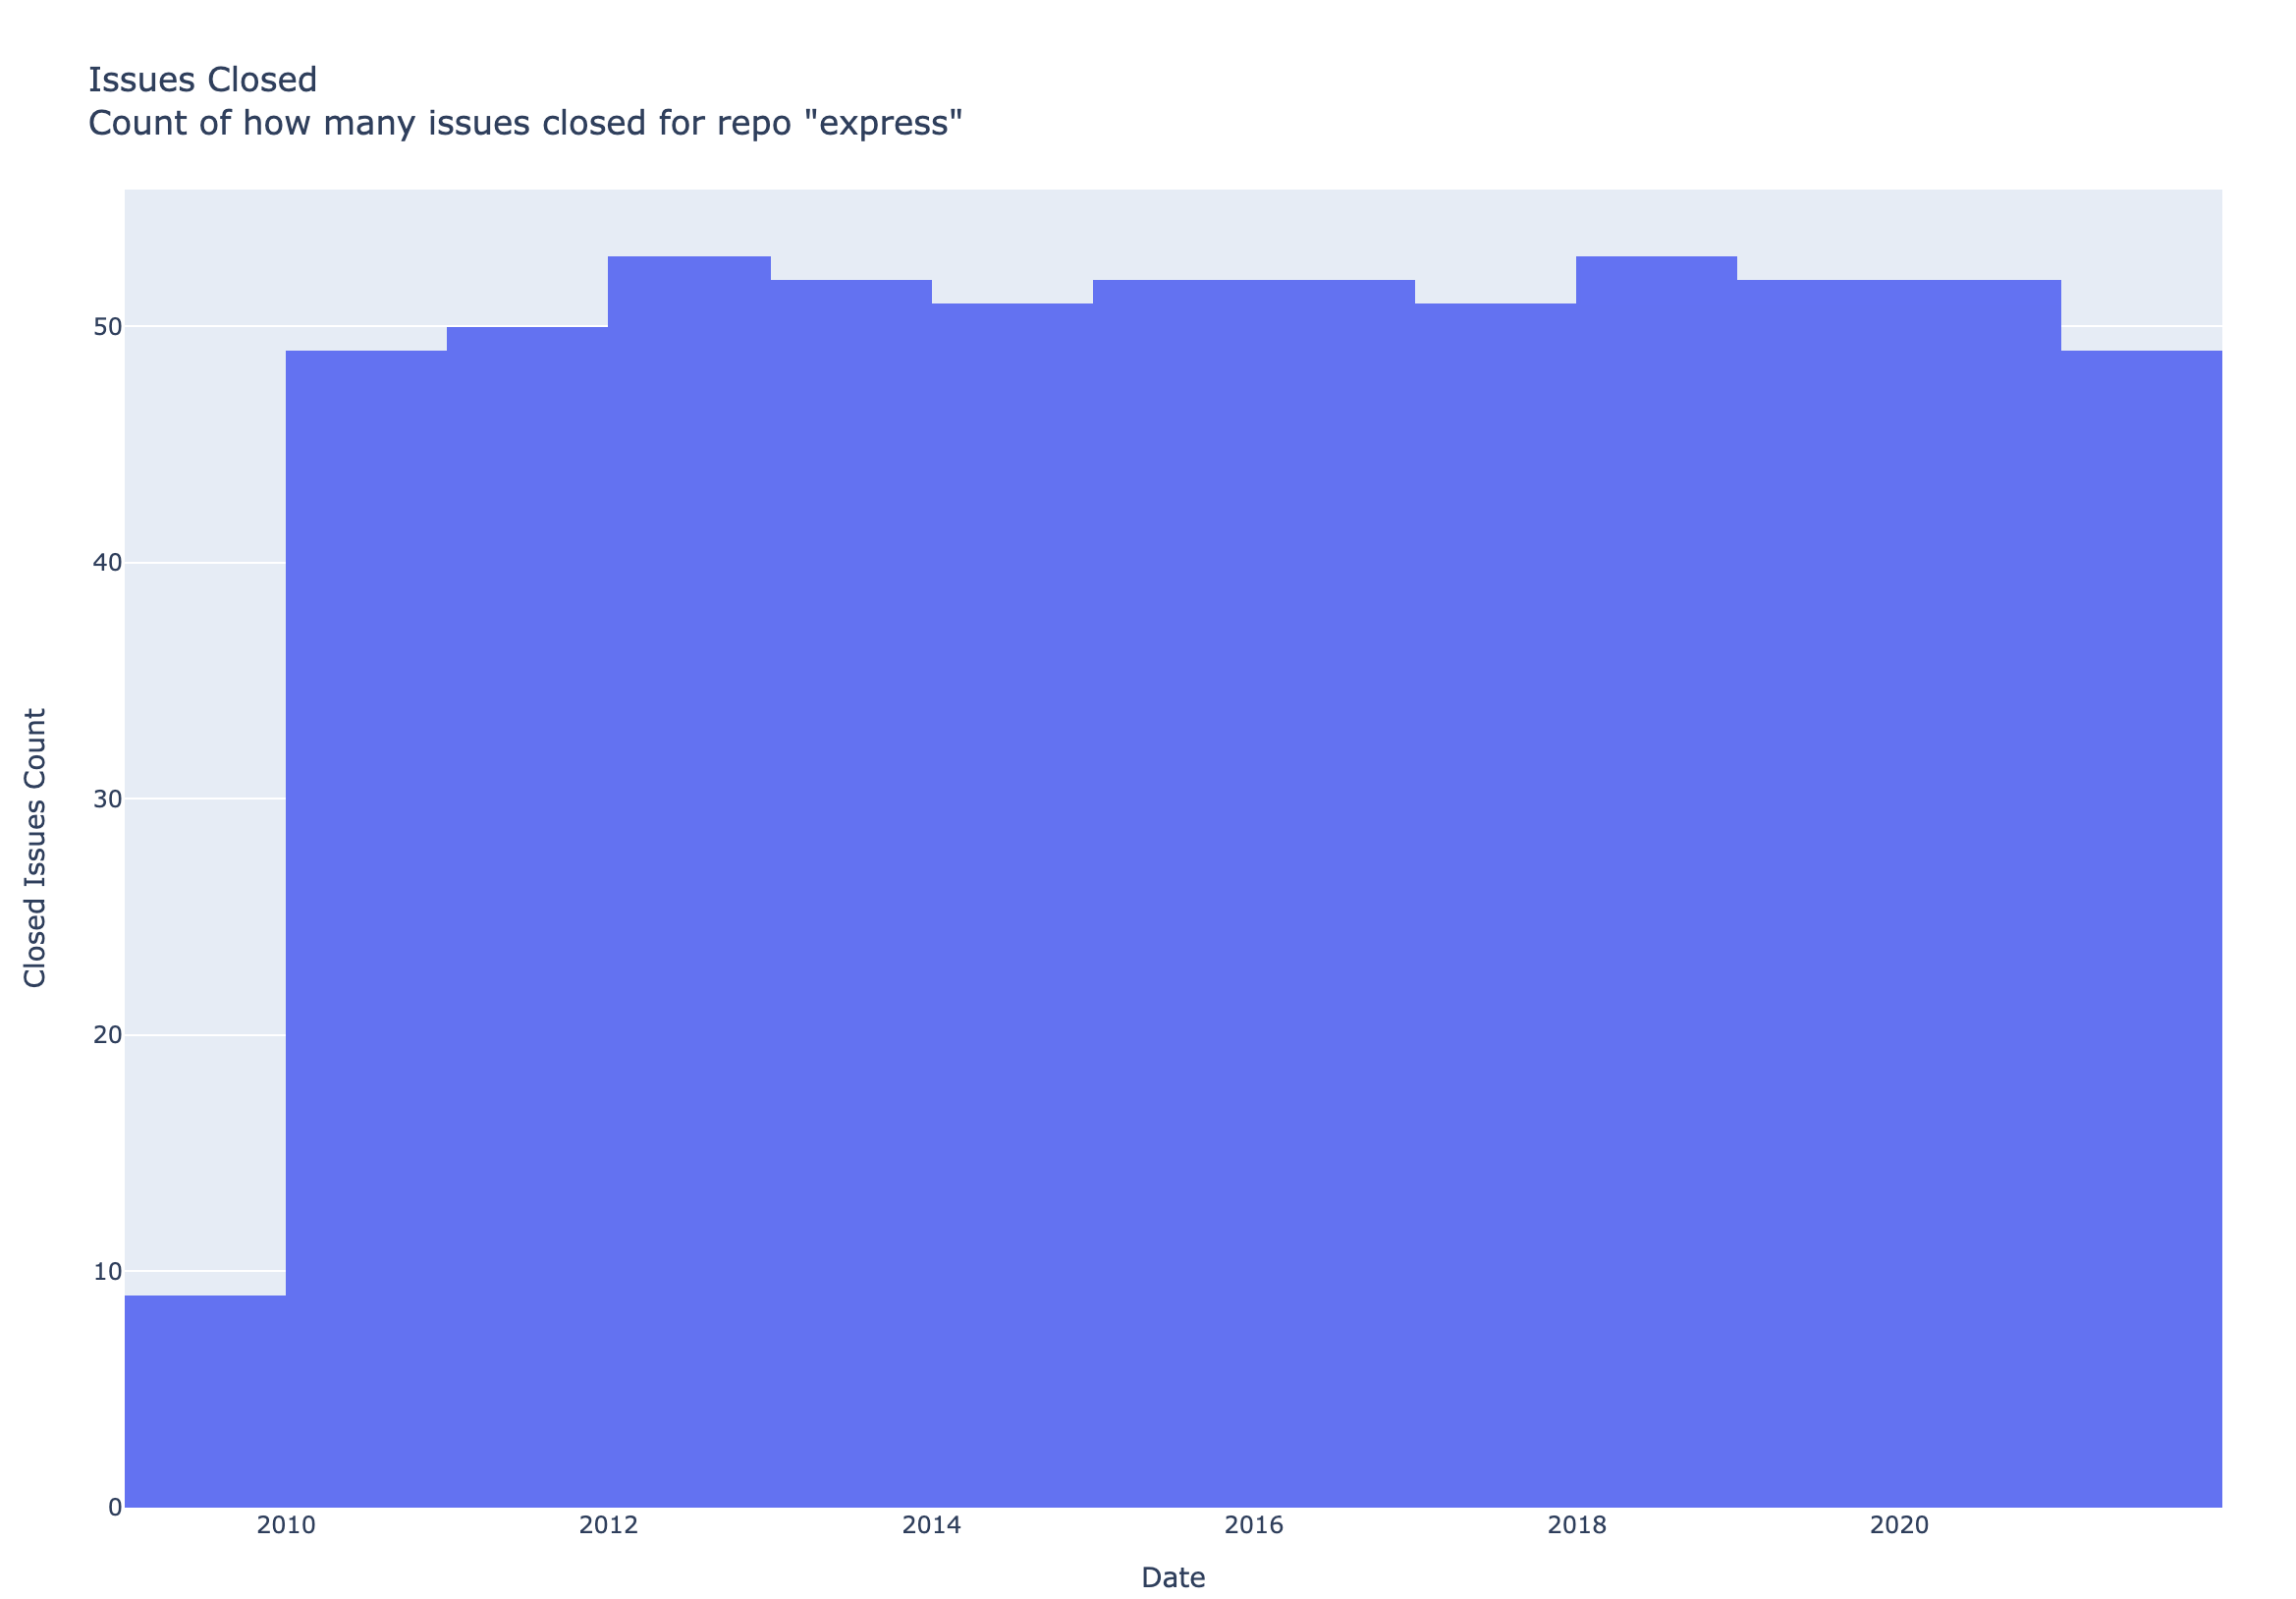 Issues Closed
Count of how many issues closed for repo "express"
Closed Issues Count
50
40
30
20
10
0
2010 2012 2014 2016 2018 2020
Date